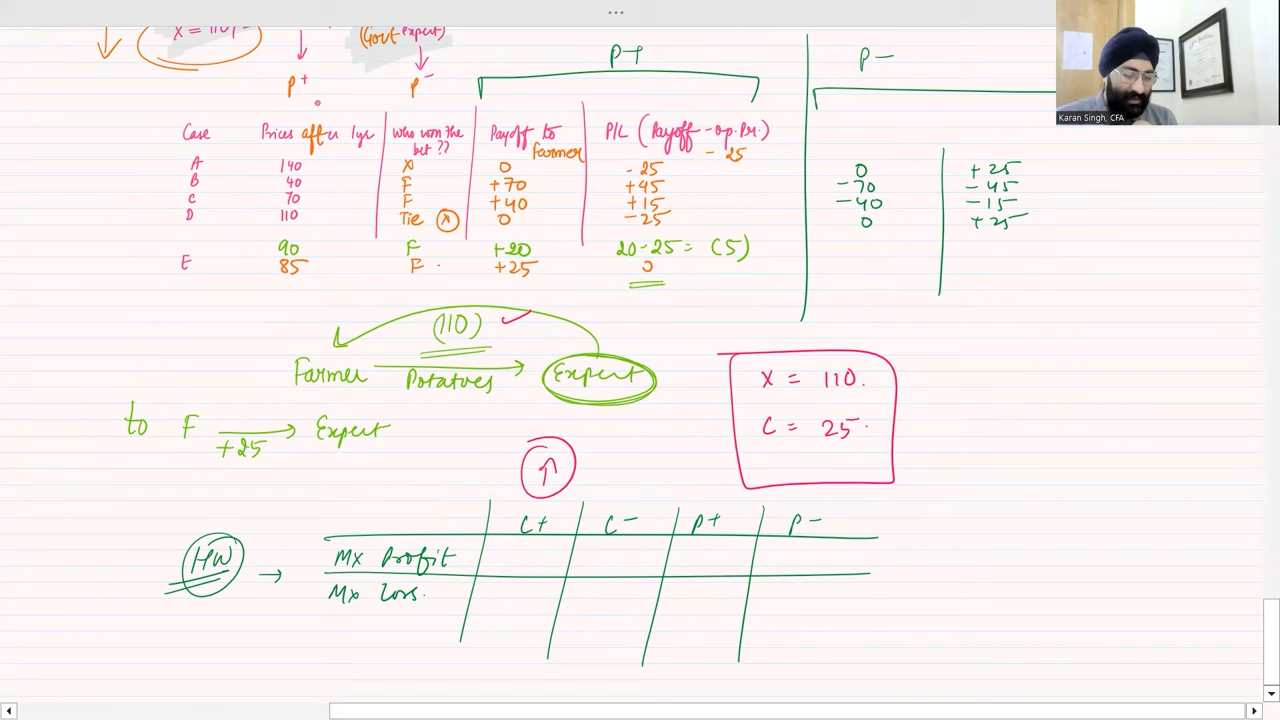 X = 110/-
(Govt expert)
P+
P-
P+
P-
Case Prices after 1yr Who won the bet ?? Payoff to Farmer P/L (Payoff - Op. Pr.) - 25
A 140 X 0 -25 0 +25
B 40 F +70 +45 -70 -45
C 70 F +40 +15 -40 -15
D 110 Tie X 0 -25 0 +25
90 F +20 20-25= (5)
E 85 F +25 0
(110)
Farmer Potatoes Expert
X = 110.
C = 25.
to F +25 Expert
↑
C+ C- P+ P-
HW → Mx Profit
Mx Loss.
Karan Singh, CFA